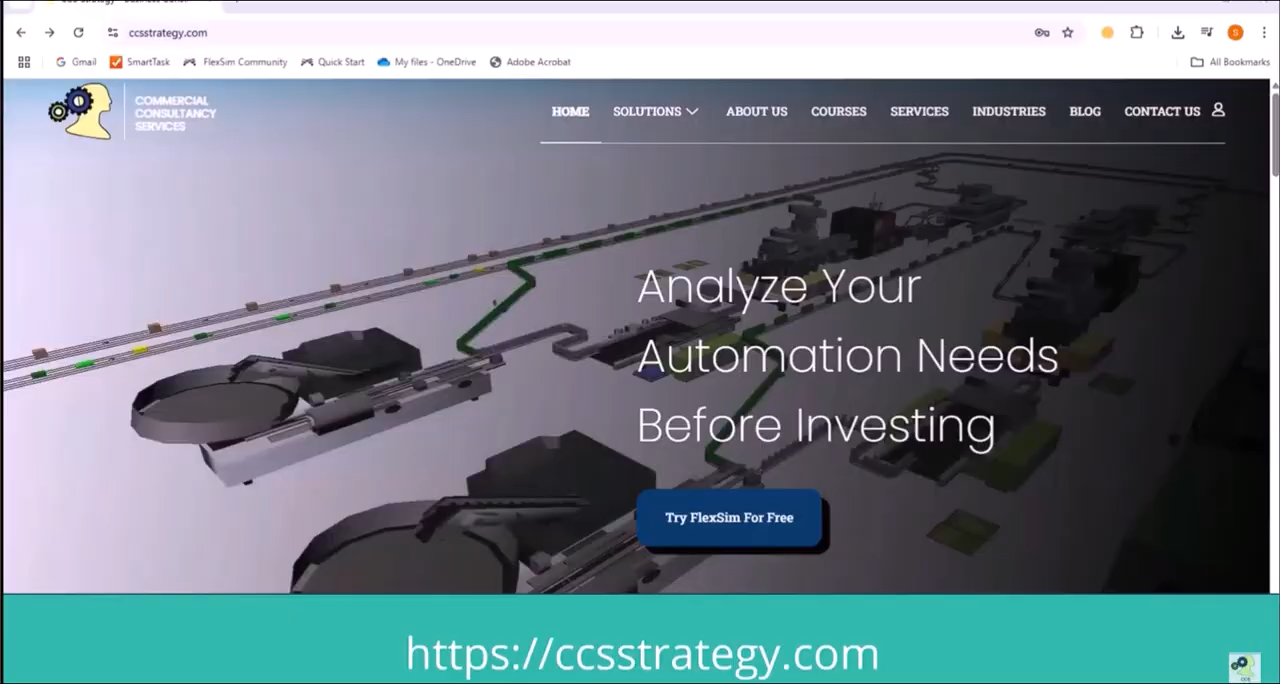 ccsstrategy.com
Gmail SmartTask FlexSim Community Quick Start My files - OneDrive Adobe Acrobat All Bookmarks
COMMERCIAL
CONSULTANCY
SERVICES
HOME SOLUTIONS ABOUT US COURSES SERVICES INDUSTRIES BLOG CONTACT US
Analyze Your
Automation Needs
Before Investing
Try FlexSim For Free
https://ccsstrategy.com